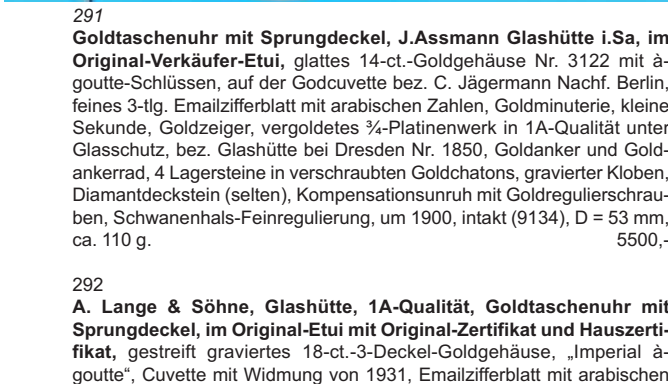 291
Goldtaschenuhr mit Sprungdeckel, J.Assmann Glashütte i.Sa, im
Original-Verkäufer-Etui, glattes 14-ct.-Goldgehäuse Nr. 3122 mit à-
goutte-Schlüssen, auf der Godcuvette bez. C. Jägermann Nachf. Berlin,
feines 3-tlg. Emailzifferblatt mit arabischen Zahlen, Goldminuterie, kleine
Sekunde, Goldzeiger, vergoldetes ¾-Platinenwerk in 1A-Qualität unter
Glasschutz, bez. Glashütte bei Dresden Nr. 1850, Goldanker und Gold-
ankerrad, 4 Lagersteine in verschraubten Goldchatons, gravierter Kloben,
Diamantdeckstein (selten), Kompensationsunruh mit Goldregulierschrau-
ben, Schwanenhals-Feinregulierung, um 1900, intakt (9134), D = 53 mm,
ca. 110 g. 5500,-
292
A. Lange & Söhne, Glashütte, 1A-Qualität, Goldtaschenuhr mit
Sprungdeckel, im Original-Etui mit Original-Zertifikat und Hauszerti-
fikat, gestreift graviertes 18-ct.-3-Deckel-Goldgehäuse, „Imperial à-
goutte“, Cuvette mit Widmung von 1931, Emailzifferblatt mit arabischen